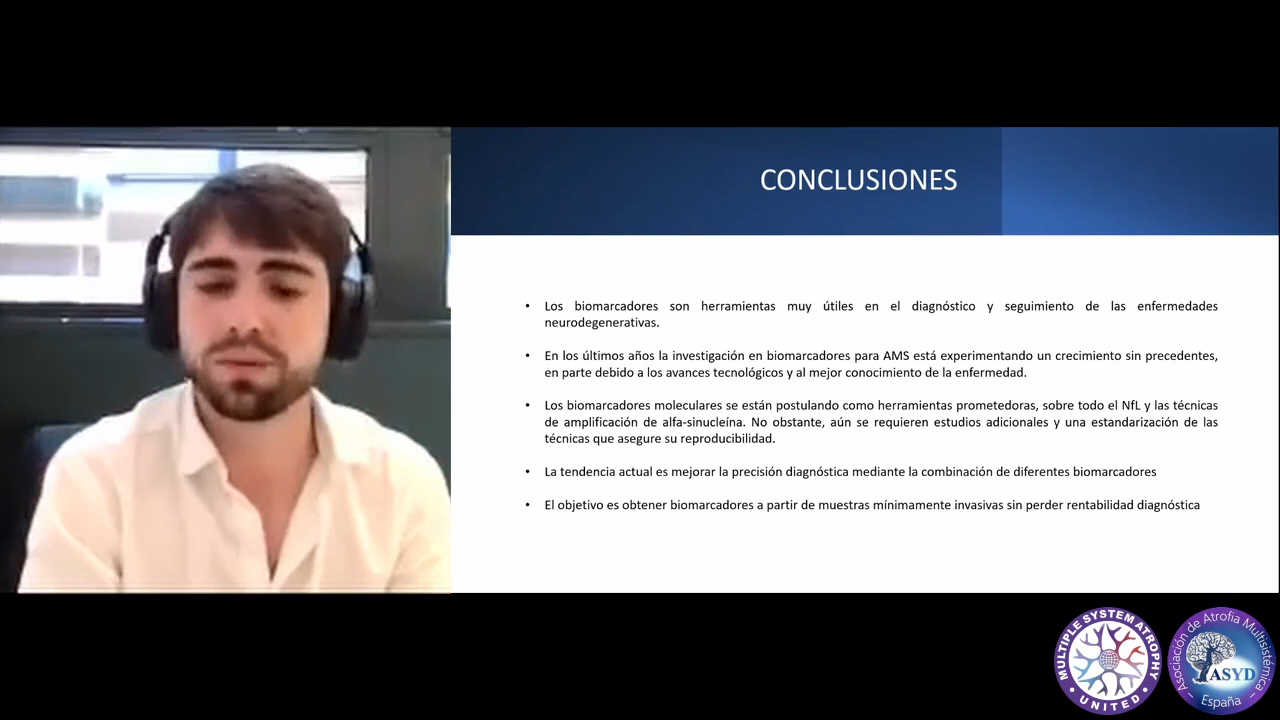 CONCLUSIONES
• Los biomarcadores son herramientas muy útiles en el diagnóstico y seguimiento de las enfermedades
neurodegenerativas.
• En los últimos años la investigación en biomarcadores para AMS está experimentando un crecimiento sin precedentes,
en parte debido a los avances tecnológicos y al mejor conocimiento de la enfermedad.
• Los biomarcadores moleculares se están postulando como herramientas prometedoras, sobre todo el NfL y las técnicas
de amplificación de alfa-sinucleína. No obstante, aún se requieren estudios adicionales y una estandarización de las
técnicas que asegure su reproducibilidad.
• La tendencia actual es mejorar la precisión diagnóstica mediante la combinación de diferentes biomarcadores
• El objetivo es obtener biomarcadores a partir de muestras mínimamente invasivas sin perder rentabilidad diagnóstica
MULTIPLE SYSTEM ATROPHY
• UNITED •
Asociación de Atrofia Multisistémica
ASYD
– España –